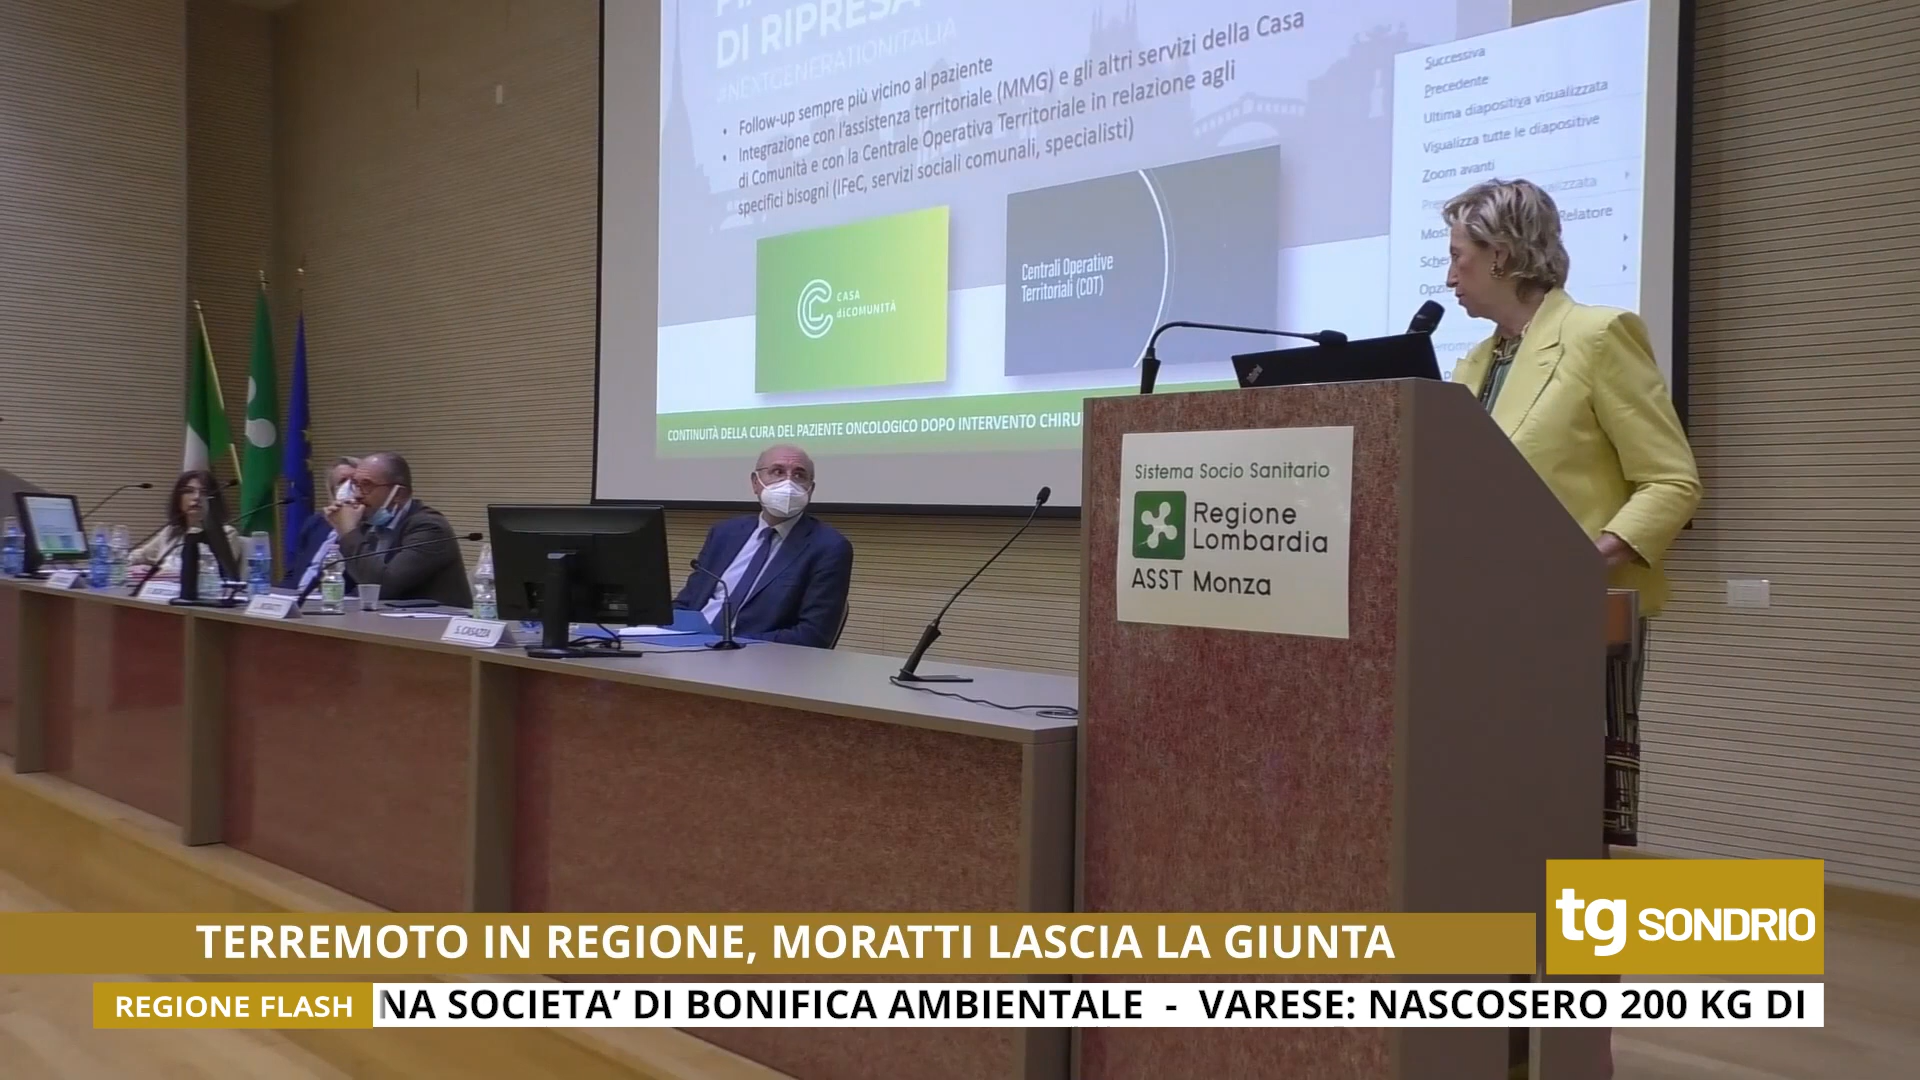 DI RIPRESA
#NEXTGENERATIONITALIA
• Follow-up sempre più vicino al paziente
• Integrazione con l'assistenza territoriale (MMG) e gli altri servizi della Casa
di Comunità e con la Centrale Operativa Territoriale in relazione agli
specifici bisogni (IFeC, servizi sociali comunali, specialisti)
CASA
diCOMUNITÀ
Centrali Operative
Territoriali (COT)
CONTINUITÀ DELLA CURA DEL PAZIENTE ONCOLOGICO DOPO INTERVENTO CHIRU
Successiva
Precedente
Ultima diapositiva visualizzata
Visualizza tutte le diapositive
Zoom avanti
Relatore
S. CASAZZA
Sistema Socio Sanitario
Regione
Lombardia
ASST Monza
TERREMOTO IN REGIONE, MORATTI LASCIA LA GIUNTA
tg SONDRIO
REGIONE FLASH
NA SOCIETA' DI BONIFICA AMBIENTALE - VARESE: NASCOSERO 200 KG DI